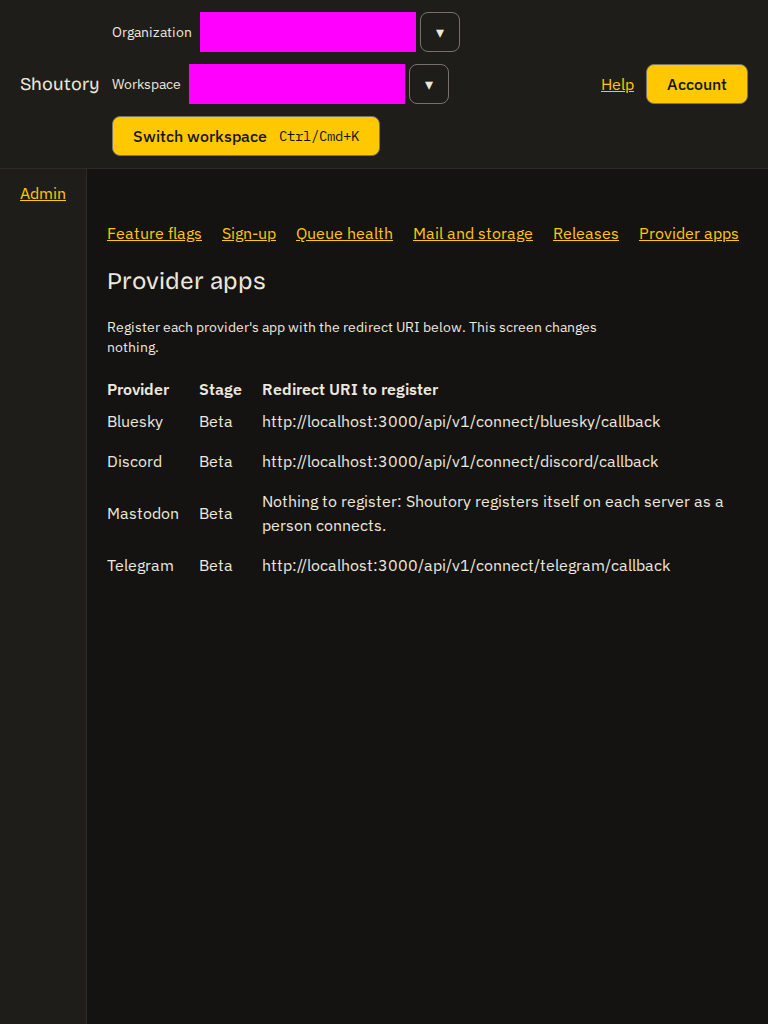 Organization
▼
Shoutory
Workspace
▼
Help
Account
Switch workspace Ctrl/Cmd+K
Admin
Feature flags Sign-up Queue health Mail and storage Releases Provider apps
Provider apps
Register each provider's app with the redirect URI below. This screen changes
nothing.
Provider Stage Redirect URI to register
Bluesky Beta http://localhost:3000/api/v1/connect/bluesky/callback
Discord Beta http://localhost:3000/api/v1/connect/discord/callback
Mastodon Beta Nothing to register: Shoutory registers itself on each server as a
person connects.
Telegram Beta http://localhost:3000/api/v1/connect/telegram/callback